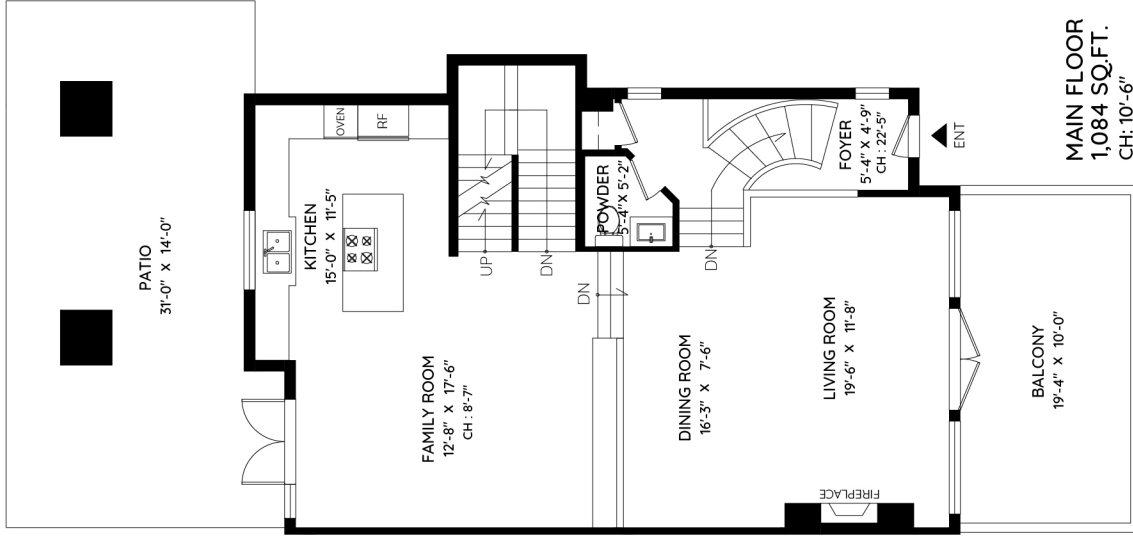 PATIO
31'-0" X 14'-0"
KITCHEN
15'-0" X 11'-5"
OVEN
RF
FAMILY ROOM
12'-8" X 17'-6"
CH : 8'-7"
UP
DN
DN
POWDER
5'-4"X 5'-2"
DN
DINING ROOM
16'-3" X 7'-6"
LIVING ROOM
19'-6" X 11'-8"
FIREPLACE
FOYER
5'-4" X 4'-9"
CH : 22'-5"
ENT
BALCONY
19'-4" X 10'-0"
MAIN FLOOR
1,084 SQ.FT.
CH: 10'-6"